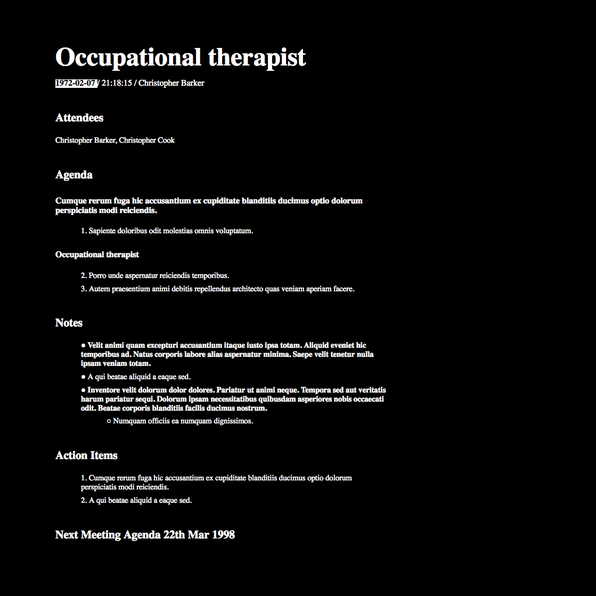 Occupational therapist
1972-02-07/ 21:18:15 / Christopher Barker
Attendees
Christopher Barker, Christopher Cook
Agenda
Cumque rerum fuga hic accusantium ex cupiditate blanditiis ducimus optio dolorum
perspiciatis modi reiciendis.
1. Sapiente doloribus odit molestias omnis voluptatum.
Occupational therapist
2. Porro unde aspernatur reiciendis temporibus.
3. Autem praesentium animi debitis repellendus architecto quas veniam aperiam facere.
Notes
● Velit animi quam excepturi accusantium itaque iusto ipsa totam. Aliquid eveniet hic
temporibus ad. Natus corporis labore alias aspernatur minima. Saepe velit tenetur nulla
ipsam veniam totam.
● A qui beatae aliquid a eaque sed.
● Inventore velit dolorum dolor dolores. Pariatur ut animi neque. Tempora sed aut veritatis
harum pariatur sequi. Dolorum ipsam necessitatibus quibusdam asperiores nobis occaecati
odit. Beatae corporis blanditiis facilis ducimus nostrum.
○ Numquam officiis ea numquam dignissimos.
Action Items
1. Cumque rerum fuga hic accusantium ex cupiditate blanditiis ducimus optio dolorum
perspiciatis modi reiciendis.
2. A qui beatae aliquid a eaque sed.
Next Meeting Agenda 22th Mar 1998